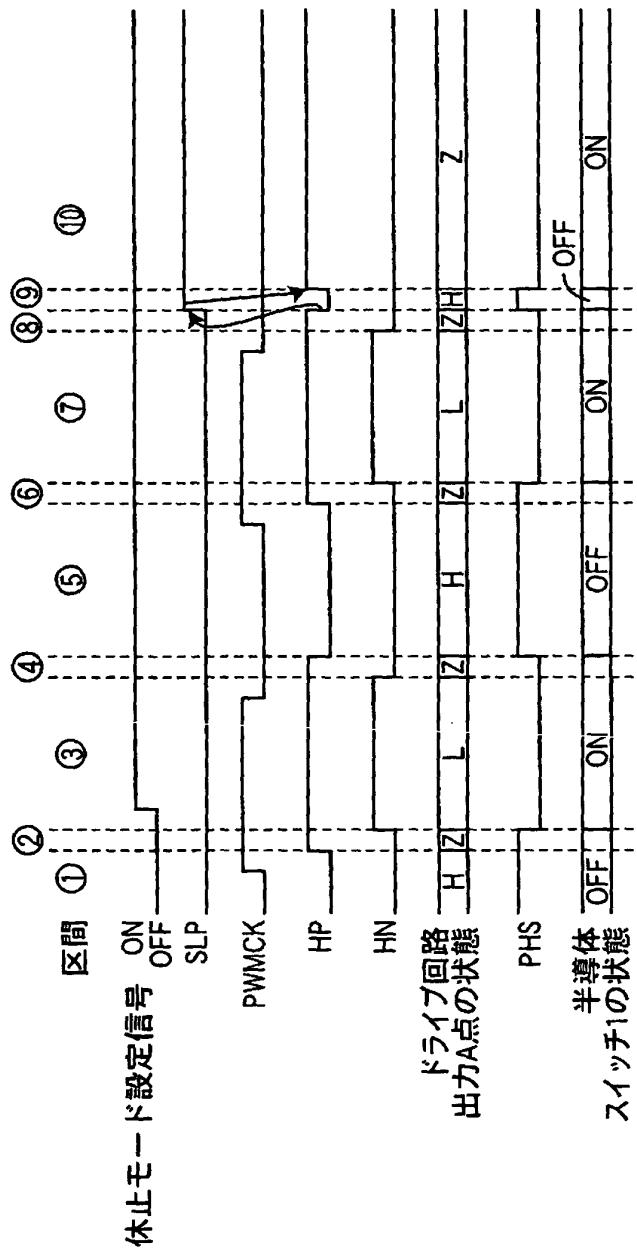 区間 ① ② ③ ④ ⑤ ⑥ ⑦ ⑧ ⑨ ⑩
休止モード設定信号 ON
OFF
SLP
PWMCK
HP
HN
ドライブ回路
出力A点の状態
H Z L Z H Z L Z H Z
PHS
半導体
スイッチ1の状態
OFF ON OFF ON OFF ON